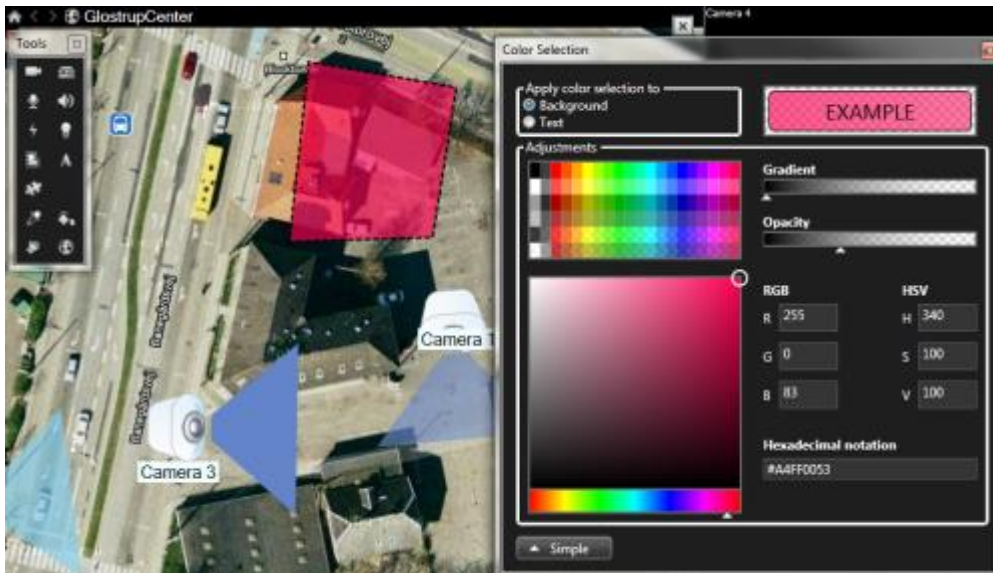 GlostrupCenter
Camera 4
Tools
Color Selection
Apply color selection to
Background
Text
EXAMPLE
Adjustments
Gradient
Opacity
RGB
HSV
R 255
H 340
G 0
S 100
B 83
V 100
Hexadecimal notation
#A4FF0053
Simple
A
Camera 1
Camera 3